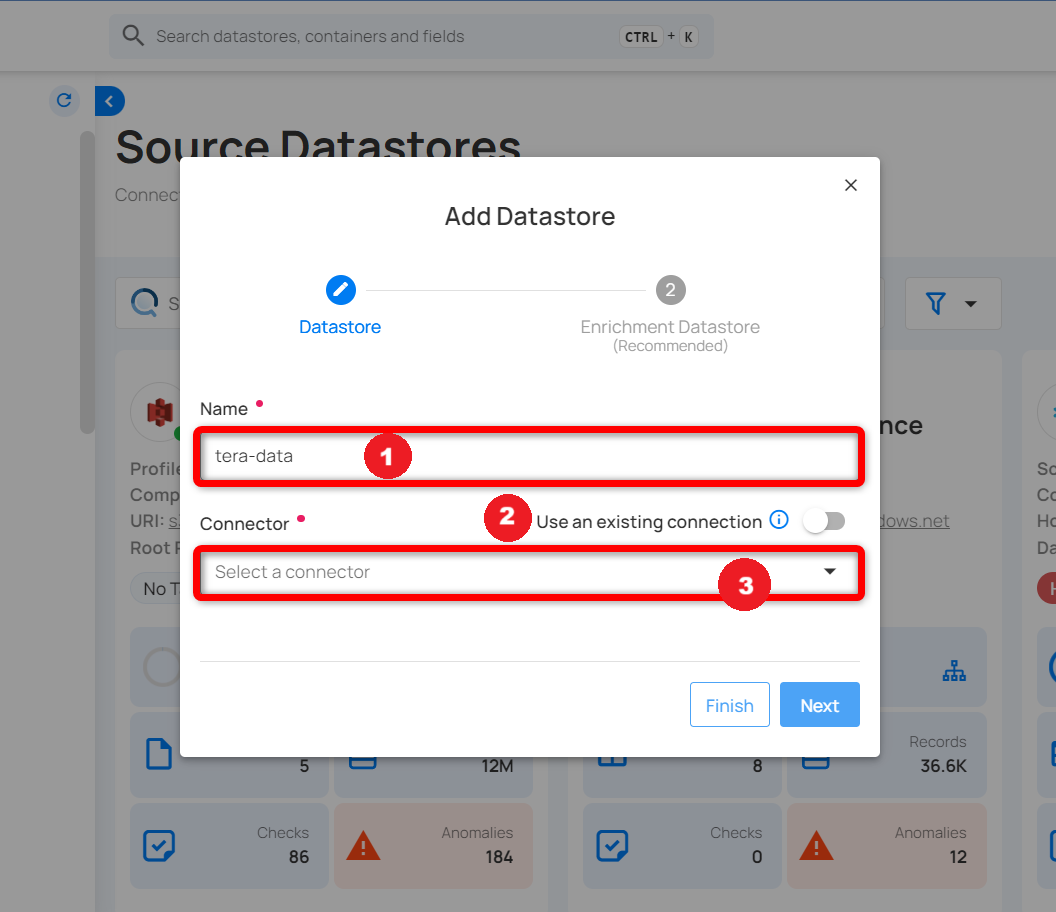 Search datastores, containers and fields CTRL + K
Source Datastores
Connec
Add Datastore
2
Datastore
Enrichment Datastore
(Recommended)
S
Name
tera-data
1
nce
Profile
Comp
URI: s
Root F
No T
Connector
2
Use an existing connection
dows.net
Select a connector
3
So
Co
Ho
Da
H
Finish
Next
5
12M
8
Records
36.6K
Checks
86
Anomalies
184
Checks
0
Anomalies
12